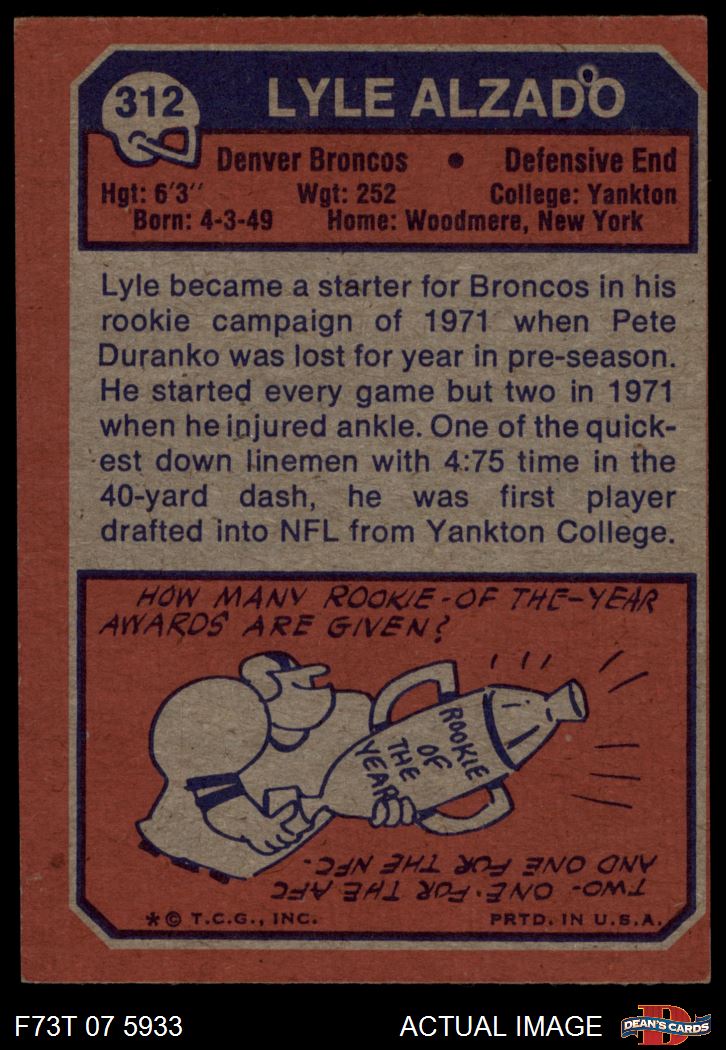 312
LYLE ALZADO
Denver Broncos • Defensive End
Hgt: 6'3'' Wgt: 252 College: Yankton
Born: 4-3-49 Home: Woodmere, New York
Lyle became a starter for Broncos in his
rookie campaign of 1971 when Pete
Duranko was lost for year in pre-season.
He started every game but two in 1971
when he injured ankle. One of the quick-
est down linemen with 4:75 time in the
40-yard dash, he was first player
drafted into NFL from Yankton College.
HOW MANY ROOKIE-OF THE-YEAR
AWARDS ARE GIVEN?
ROOKIE
OF
THE
YEAR
TWO- ONE FOR THE AFC
AND ONE FOR THE NFC.
*© T.C.G., INC. PRTD. IN U.S.A.
F73T 07 5933 ACTUAL IMAGE
D
DEAN'S CARDS